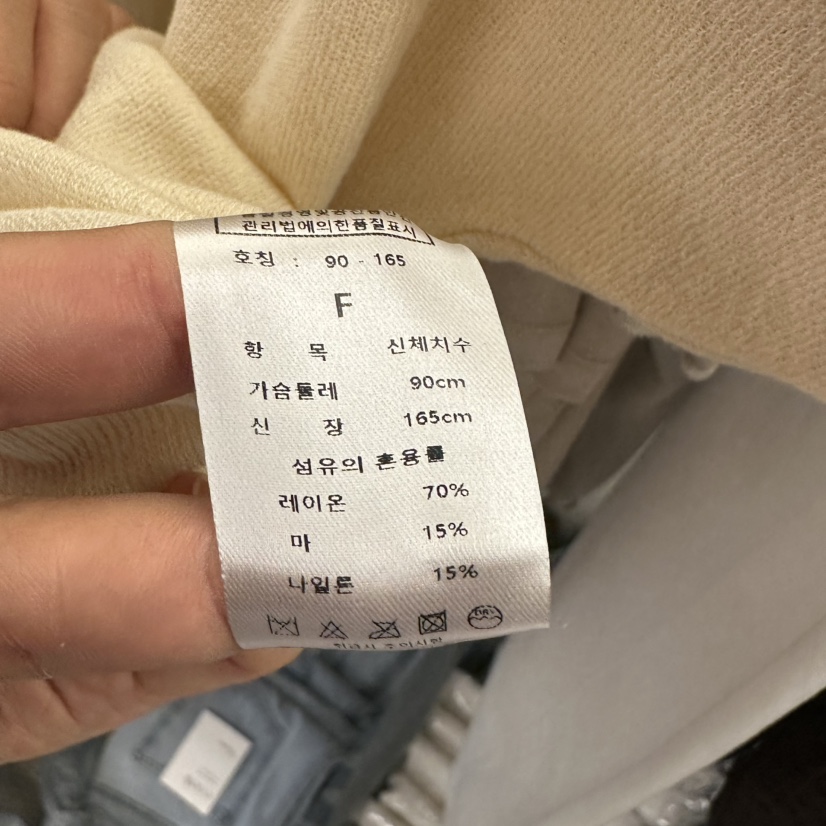 관리법에의한품질표시
호칭 : 90 - 165
F
항 목 신체치수
가슴둘레 90cm
신 장 165cm
섬유의 혼용률
레이온 70%
마 15%
나일론 15%